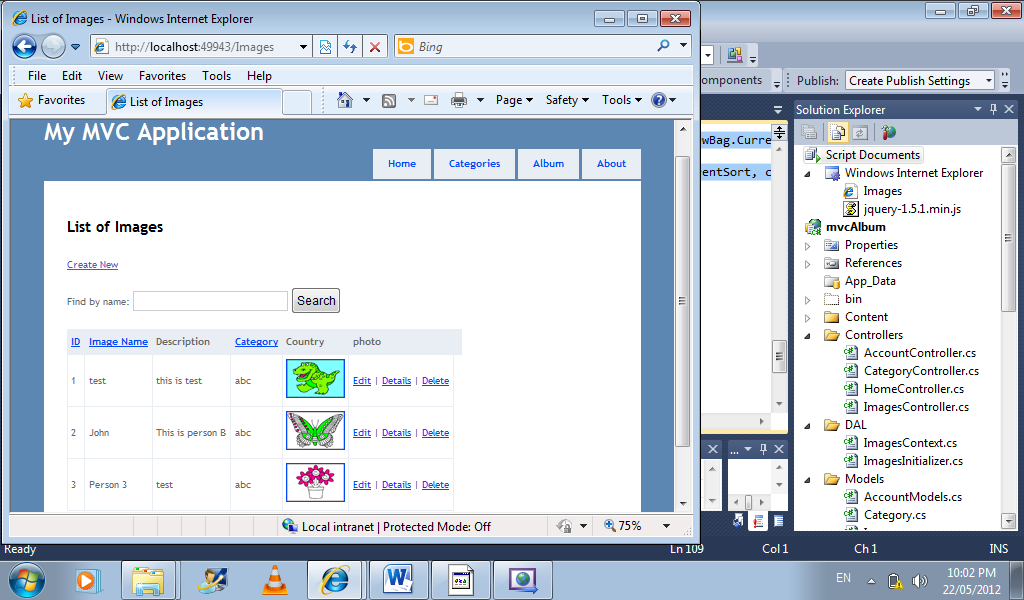 List of Images - Windows Internet Explorer
http://localhost:49943/Images
Bing
File Edit View Favorites Tools Help
Favorites
List of Images
Page Safety Tools
My MVC Application
Home Categories Album About
List of Images
Create New
Find by name: Search
ID Image Name Description Category Country photo
1 test this is test abc Edit | Details | Delete
2 John This is person B abc Edit | Details | Delete
3 Person 3 test abc Edit | Details | Delete
Local intranet | Protected Mode: Off
75%
omponents Publish: Create Publish Settings
wBag.Curre
entSort, c
Solution Explorer
Script Documents
Windows Internet Explorer
Images
jquery-1.5.1.min.js
mvcAlbum
Properties
References
App_Data
bin
Content
Controllers
AccountController.cs
CategoryController.cs
HomeController.cs
ImagesController.cs
DAL
ImagesContext.cs
ImagesInitializer.cs
Models
AccountModels.cs
Category.cs
...
Ready Ln 109 Col 1 Ch 1 INS
EN
10:02 PM
22/05/2012